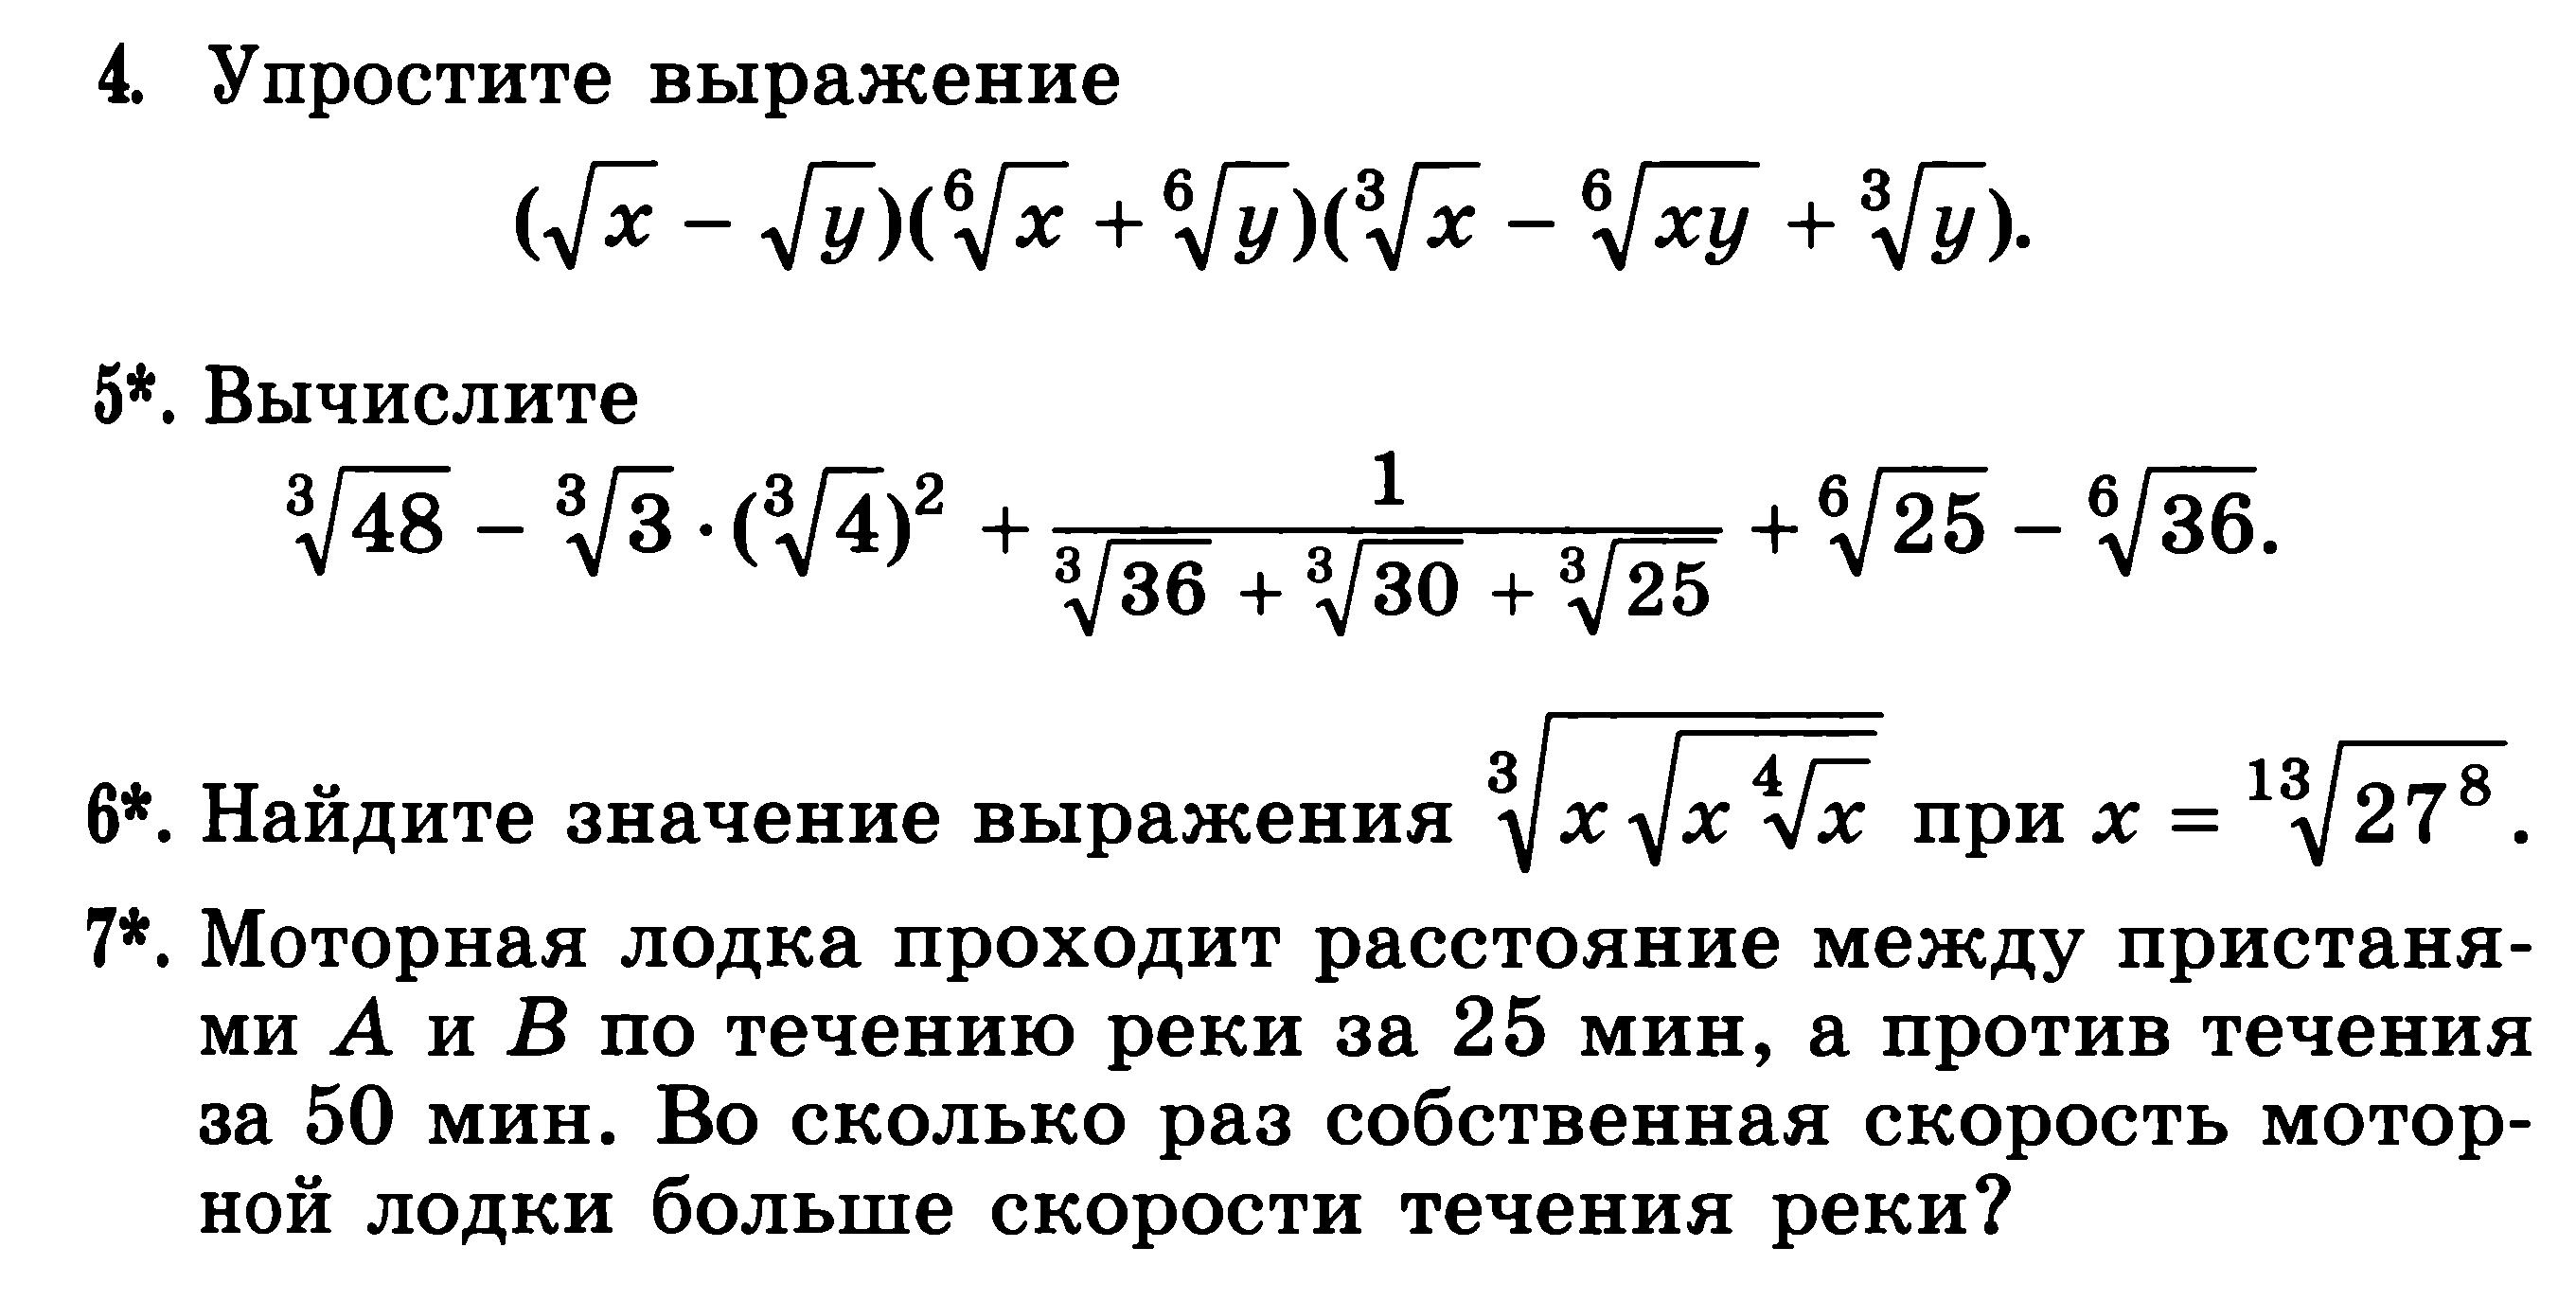 4. Упростите выражение
(√x − √y)(⁶√x + ⁶√y)(³√x − ⁶√xy + ³√y).
5*. Вычислите
³√48 − ³√3 · (³√4)² + 1/(³√36 + ³√30 + ³√25) + ⁶√25 − ⁶√36.
6*. Найдите значение выражения ³√(x√(x⁴√x)) при x = ¹³√27⁸.
7*. Моторная лодка проходит расстояние между пристаня-
ми A и B по течению реки за 25 мин, а против течения
за 50 мин. Во сколько раз собственная скорость мотор-
ной лодки больше скорости течения реки?